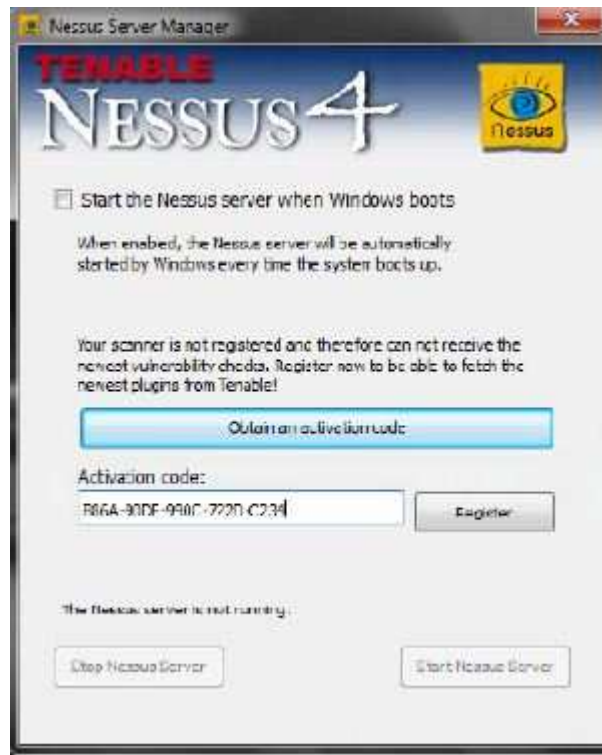 Nessus Server Manager
TENABLE
NESSUS 4
nessus
Start the Nessus server when Windows boots
When enabed, the Nessus server will be automatically
started by Windows every time the system boots up.
Your scanner is not registered and therefore can not receive the
newest vulnerability checks. Register now to be able to fetch the
newest plugins from Tenable!
Obtain an activation code
Activation code:
Register
The Nessus server is not running.
Stop Nessus Server
Start Nessus Server